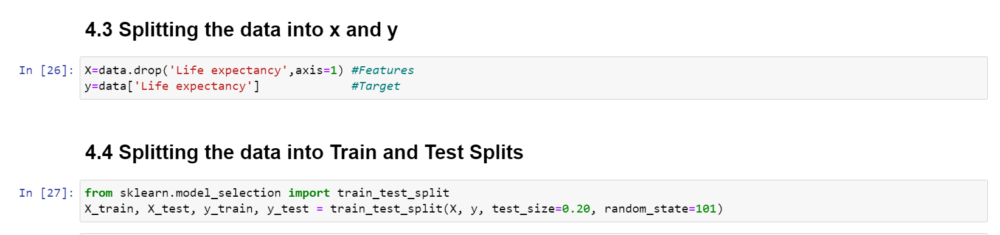 4.3 Splitting the data into x and y
In [26]: X=data.drop('Life expectancy',axis=1) #Features
y=data['Life expectancy'] #Target
4.4 Splitting the data into Train and Test Splits
In [27]: from sklearn.model_selection import train_test_split
X_train, X_test, y_train, y_test = train_test_split(X, y, test_size=0.20, random_state=101)